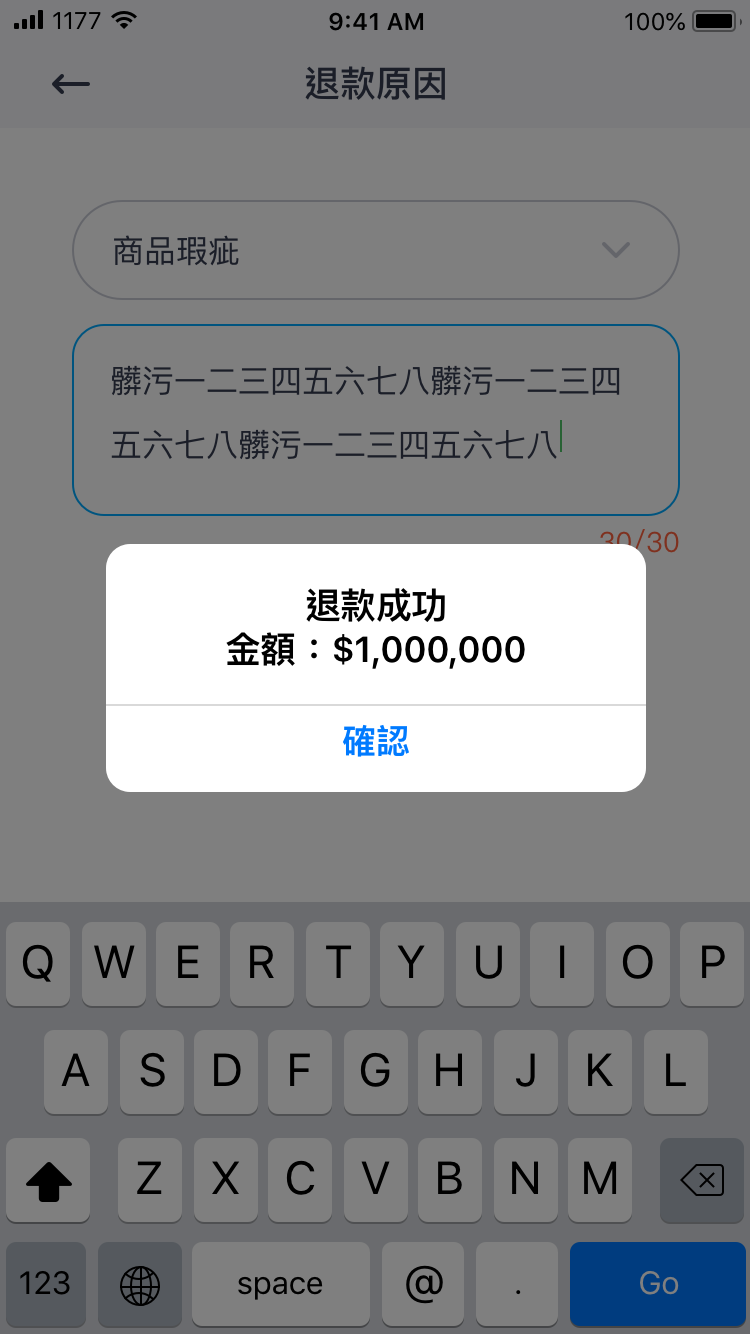 1177
9:41 AM
100%
退款原因
商品瑕疵
髒污一二三四五六七八髒污一二三四
五六七八髒污一二三四五六七八
30/30
退款成功
金額：$1,000,000
確認
Q W E R T Y U I O P
A S D F G H J K L
Z X C V B N M
123 space @ . Go